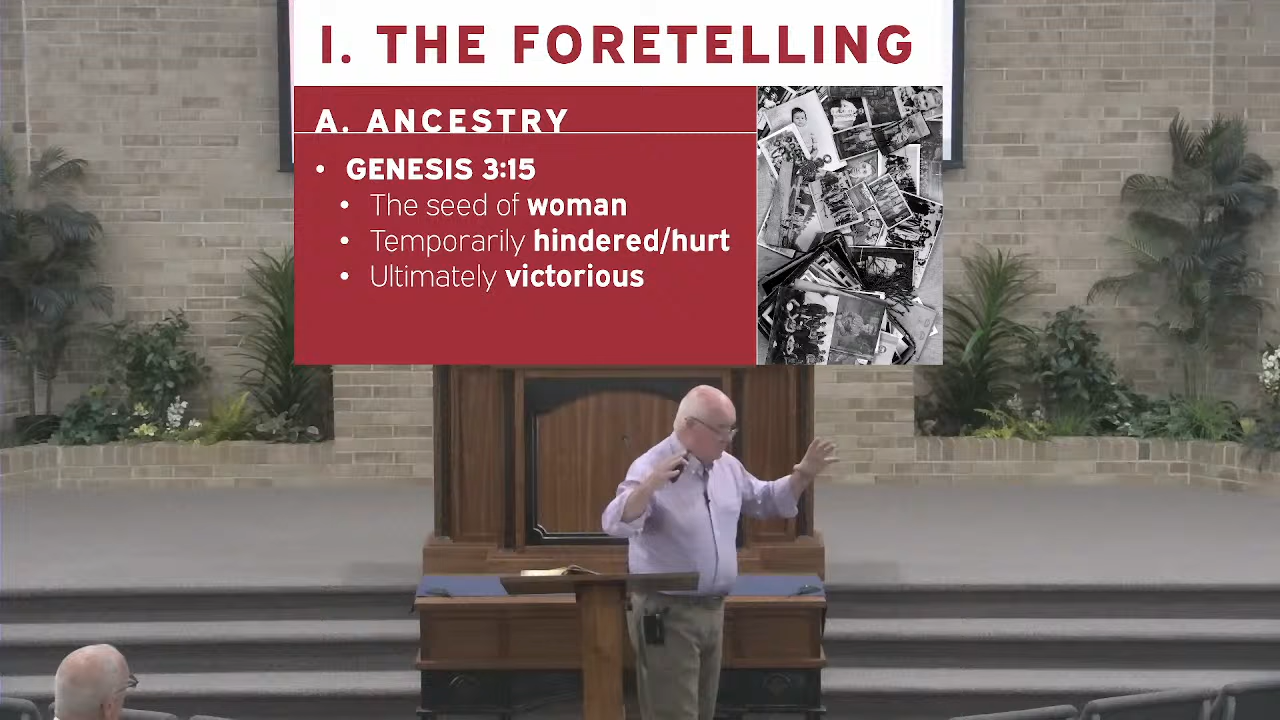 I. THE FORETELLING
A. ANCESTRY
• GENESIS 3:15
• The seed of woman
• Temporarily hindered/hurt
• Ultimately victorious